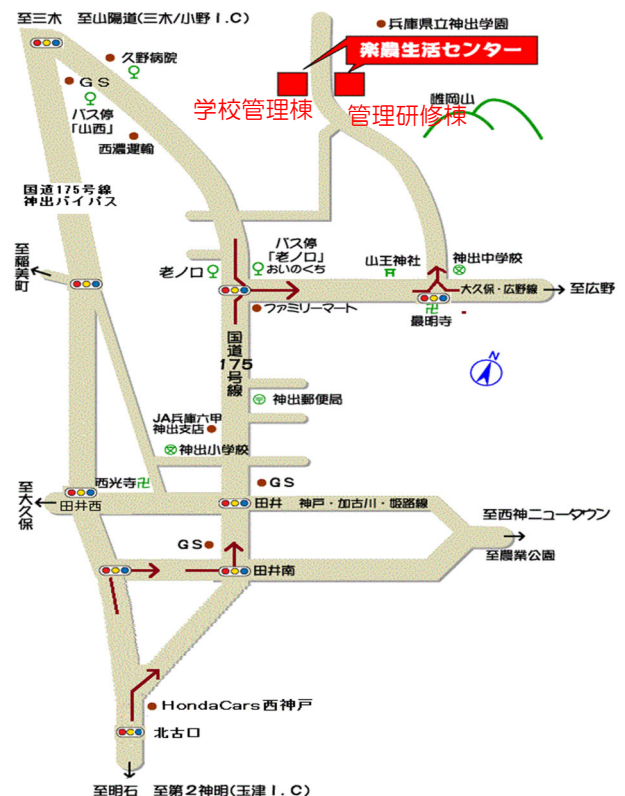 至三木 至山陽道(三木/小野I.C)
兵庫県立神出学園
楽農生活センター
久野病院
GS
バス停
「山西」
西濃運輸
学校管理棟
管理研修棟
雌岡山
国道175号線
神出バイパス
至稲美町
老ノ口
バス停
「老ノ口」
おいのくち
山王神社
神出中学校
大久保・広野線
至広野
ファミリーマート
最明寺
国道175号線
N
神出郵便局
JA兵庫六甲
神出支店
神出小学校
西光寺
GS
至大久保
田井西
田井 神戸・加古川・姫路線
至西神ニュータウン
至農業公園
GS
田井南
HondaCars西神戸
北古口
至明石 至第2神明(玉津I.C)